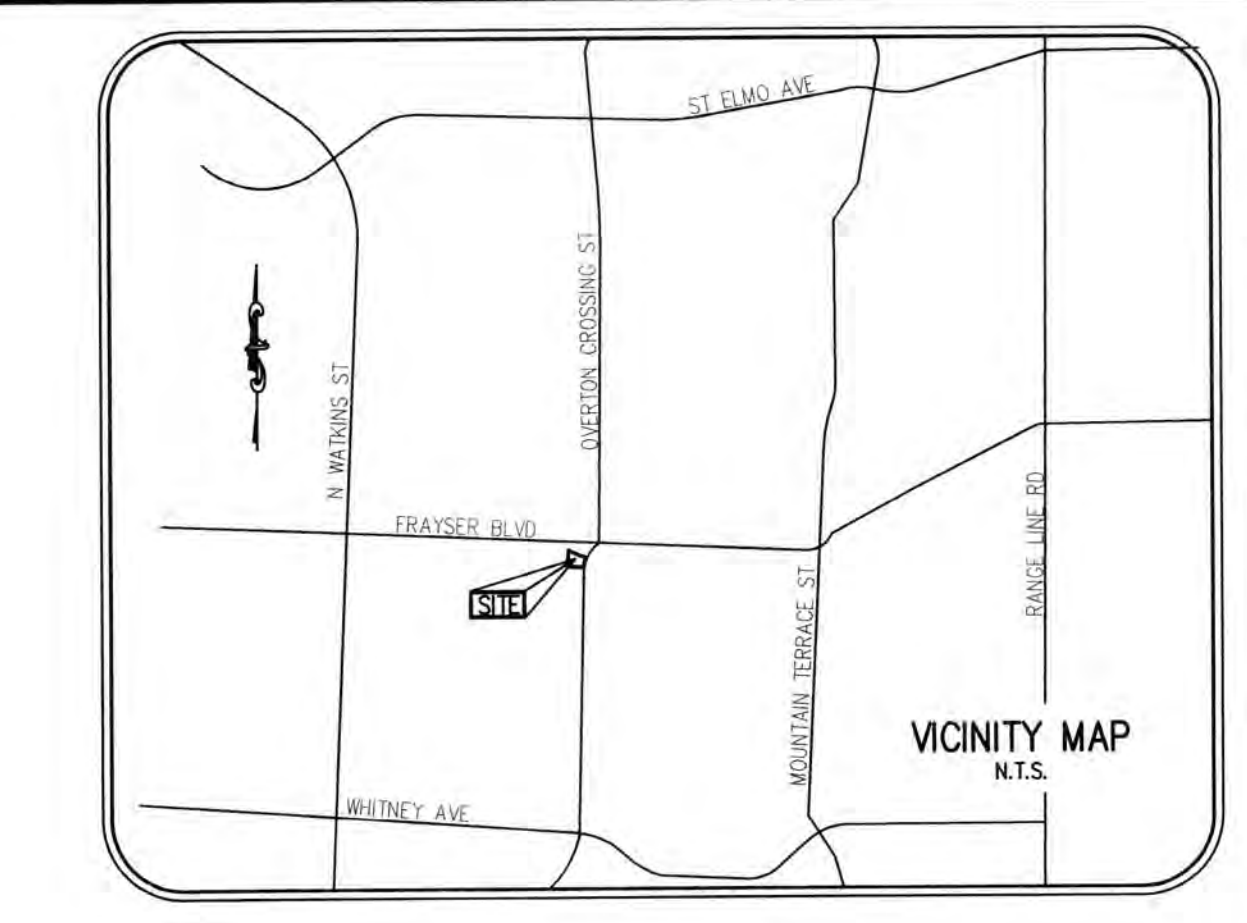 ST ELMO AVE
OVERTON CROSSING ST
N WATKINS ST
FRAYSER BLVD
SITE
RANGE LINE RD
MOUNTAIN TERRACE ST
VICINITY MAP
N.T.S.
WHITNEY AVE